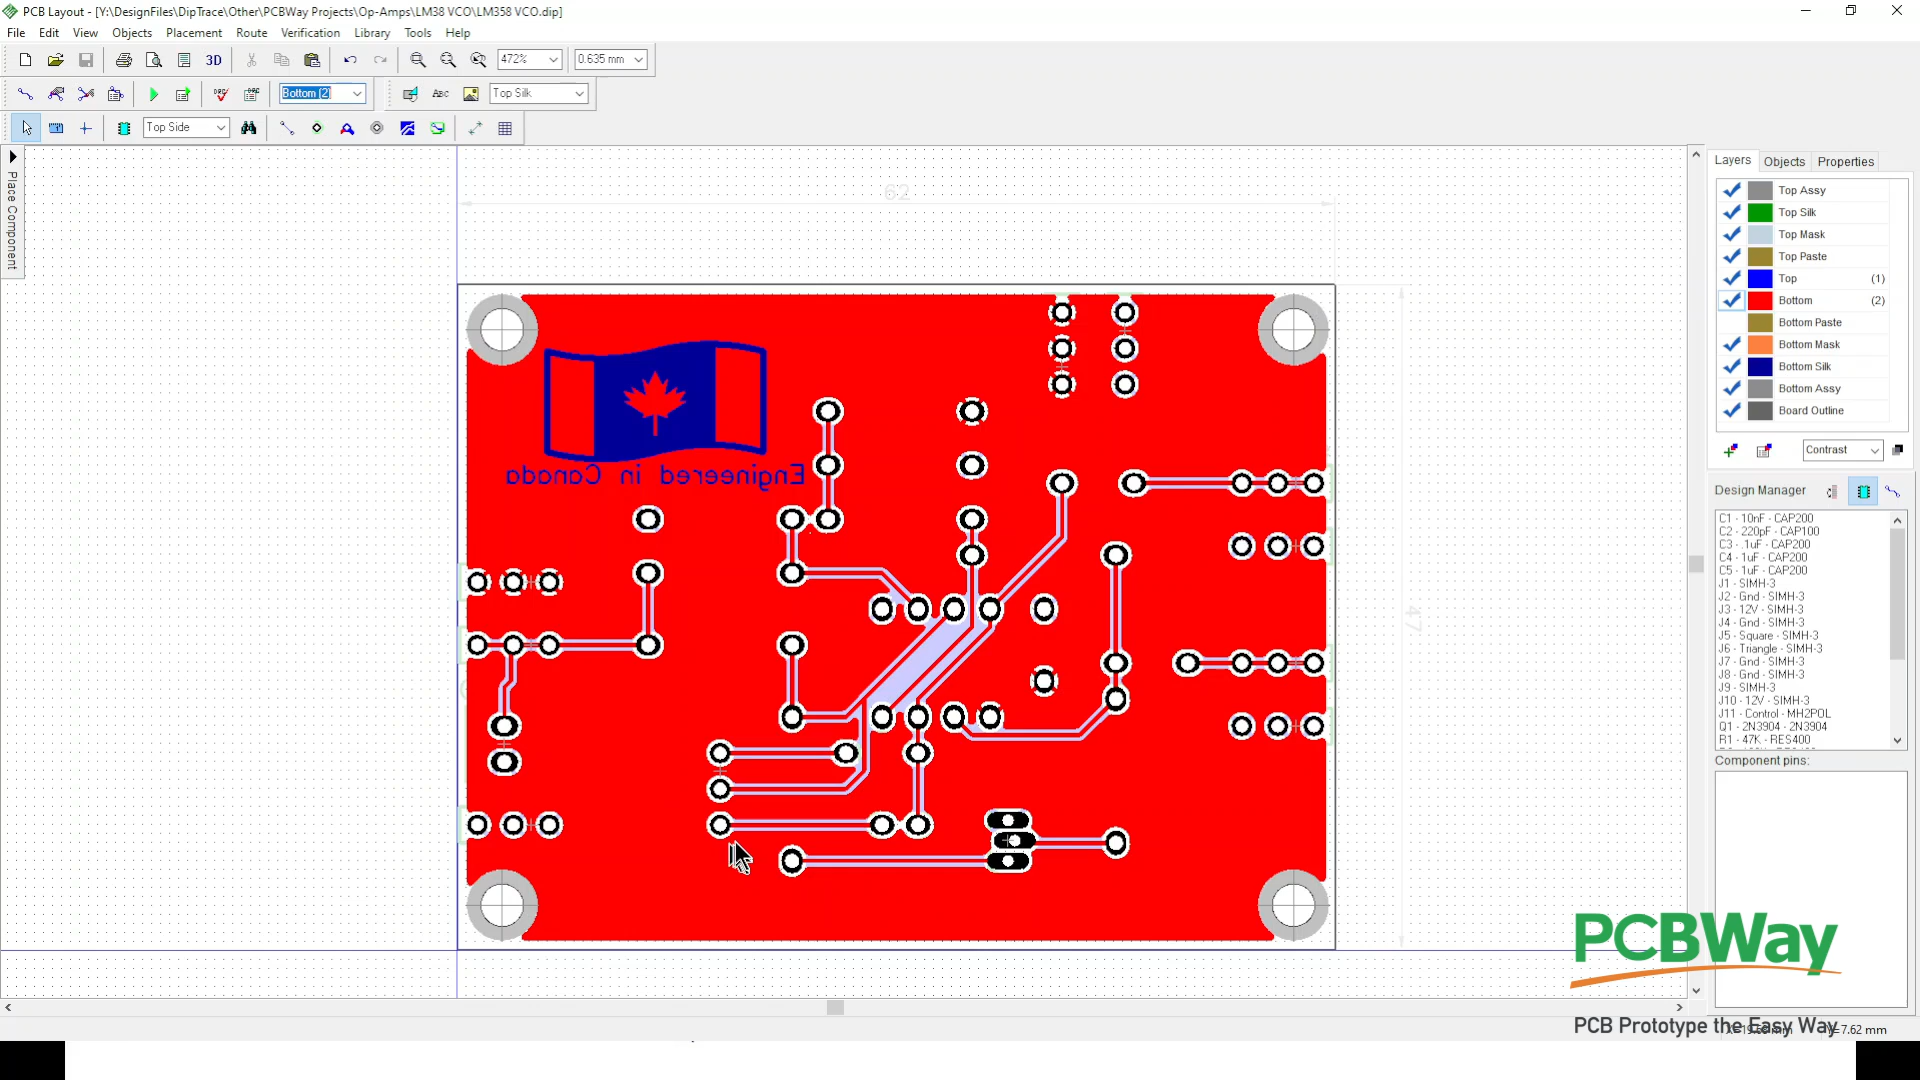 PCB Layout - [Y:\DesignFiles\DipTrace\Other\PCBWay Projects\Op-Amps\LM38 VCO\LM358 VCO.dip]
File Edit View Objects Placement Route Verification Library Tools Help
3D 472% 0.635 mm
Bottom (2) Abc Top Silk
Top Side
Place Component
Layers Objects Properties
Top Assy
Top Silk
Top Mask
Top Paste
Top (1)
Bottom (2)
Bottom Paste
Bottom Mask
Bottom Silk
Bottom Assy
Board Outline
Contrast
62
47
Engineered in Canada
Design Manager
C1 - 10nF - CAP200
C2 - 220pF - CAP100
C3 - .1uF - CAP200
C4 - 1uF - CAP200
C5 - 1uF - CAP200
J1 - SIMH-3
J2 - Gnd - SIMH-3
J3 - 12V - SIMH-3
J4 - Gnd - SIMH-3
J5 - Square - SIMH-3
J6 - Triangle - SIMH-3
J7 - Gnd - SIMH-3
J8 - Gnd - SIMH-3
J9 - SIMH-3
J10 - 12V - SIMH-3
J11 - Control - MH2POL
Q1 - 2N3904 - 2N3904
R1 - 47K - RES400
Component pins:
PCBWay
PCB Prototype the Easy Way
Y=7.62 mm